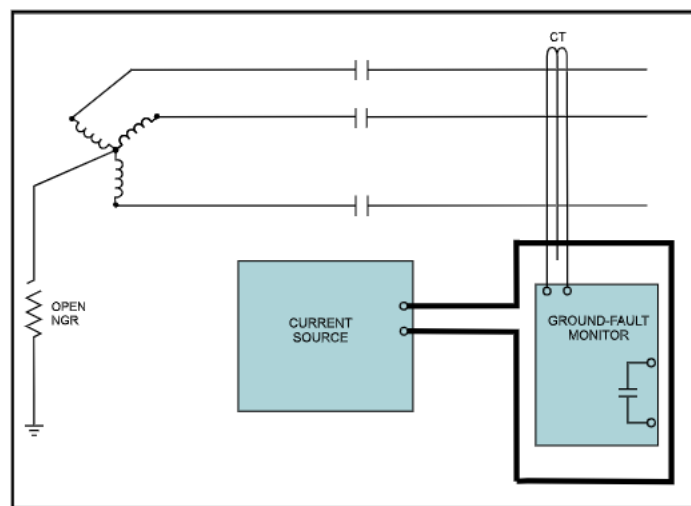 CT
OPEN
NGR
CURRENT
SOURCE
GROUND-FAULT
MONITOR